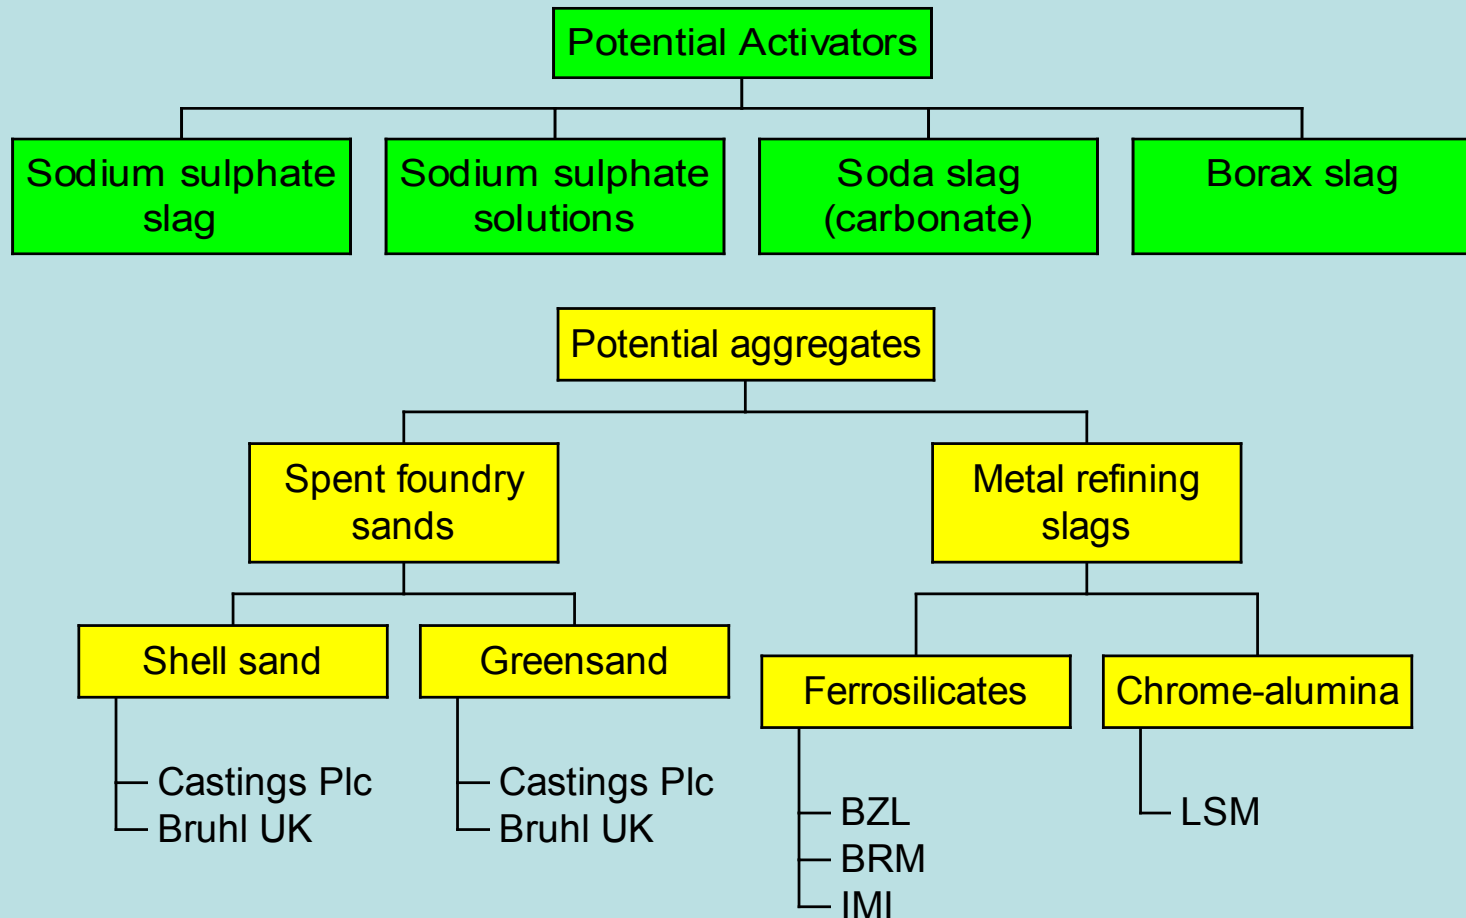 Potential Activators
Sodium sulphate
slag
Sodium sulphate
solutions
Soda slag
(carbonate)
Borax slag
Potential aggregates
Spent foundry
sands
Metal refining
slags
Shell sand
Castings Plc
Bruhl UK
Greensand
Castings Plc
Bruhl UK
Ferrosilicates
BZL
BRM
IMI
Chrome-alumina
LSM